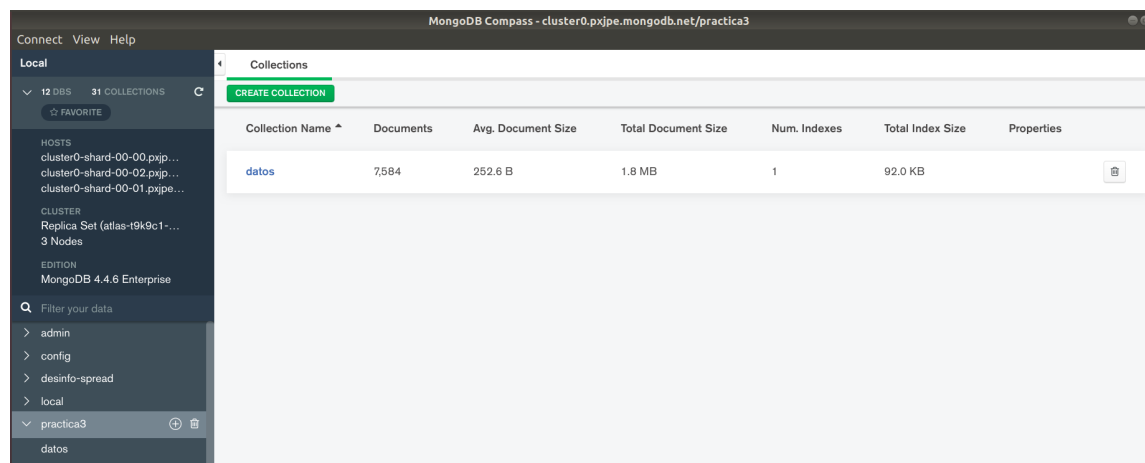 MongoDB Compass - cluster0.pxjpe.mongodb.net/practica3
Connect View Help
Local
Collections
12 DBS 31 COLLECTIONS
FAVORITE
CREATE COLLECTION
HOSTS
cluster0-shard-00-00.pxjp...
cluster0-shard-00-02.pxjp...
cluster0-shard-00-01.pxjpe...
CLUSTER
Replica Set (atlas-t9k9c1-...
3 Nodes
EDITION
MongoDB 4.4.6 Enterprise
Filter your data
admin
config
desinfo-spread
local
practica3
datos
Collection Name Documents Avg. Document Size Total Document Size Num. Indexes Total Index Size Properties
datos 7,584 252.6 B 1.8 MB 1 92.0 KB